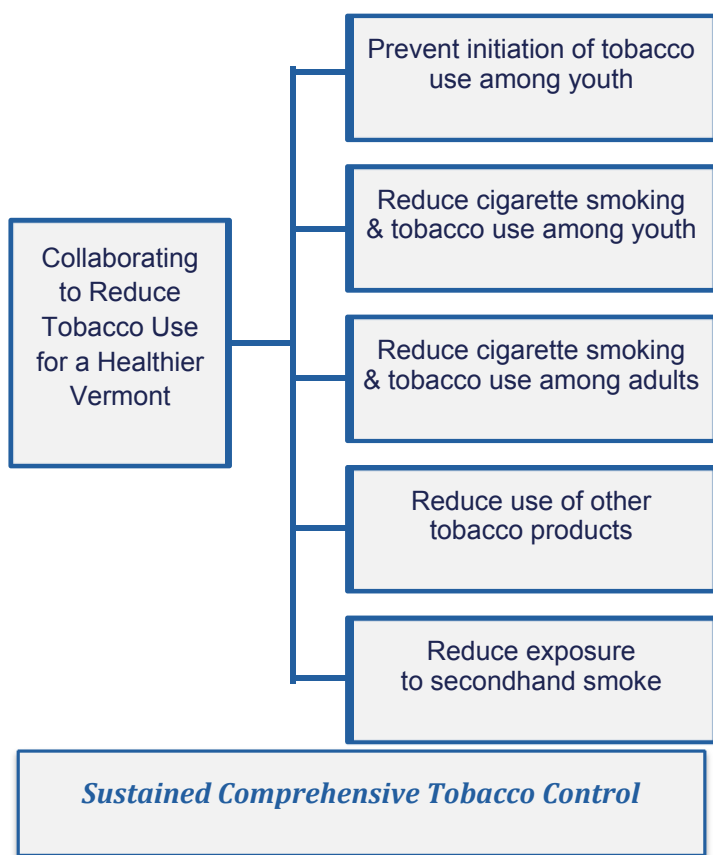 Prevent initiation of tobacco
use among youth
Reduce cigarette smoking
& tobacco use among youth
Collaborating
to Reduce
Tobacco Use
for a Healthier
Vermont
Reduce cigarette smoking
& tobacco use among adults
Reduce use of other
tobacco products
Reduce exposure
to secondhand smoke
Sustained Comprehensive Tobacco Control